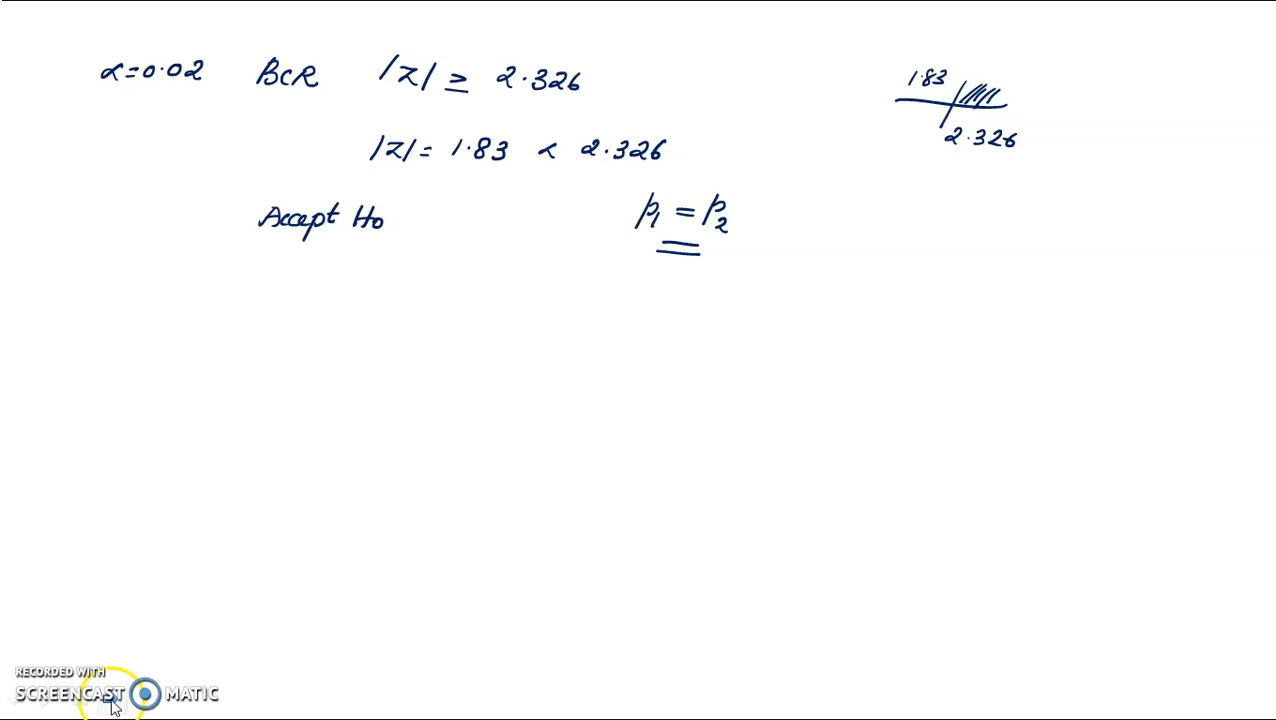 α=0.02 BCR |z| ≥ 2.326
1.83
2.326
|z| = 1.83 < 2.326
Accept Ho p1 = p2
RECORDED WITH
SCREENCAST MATIC